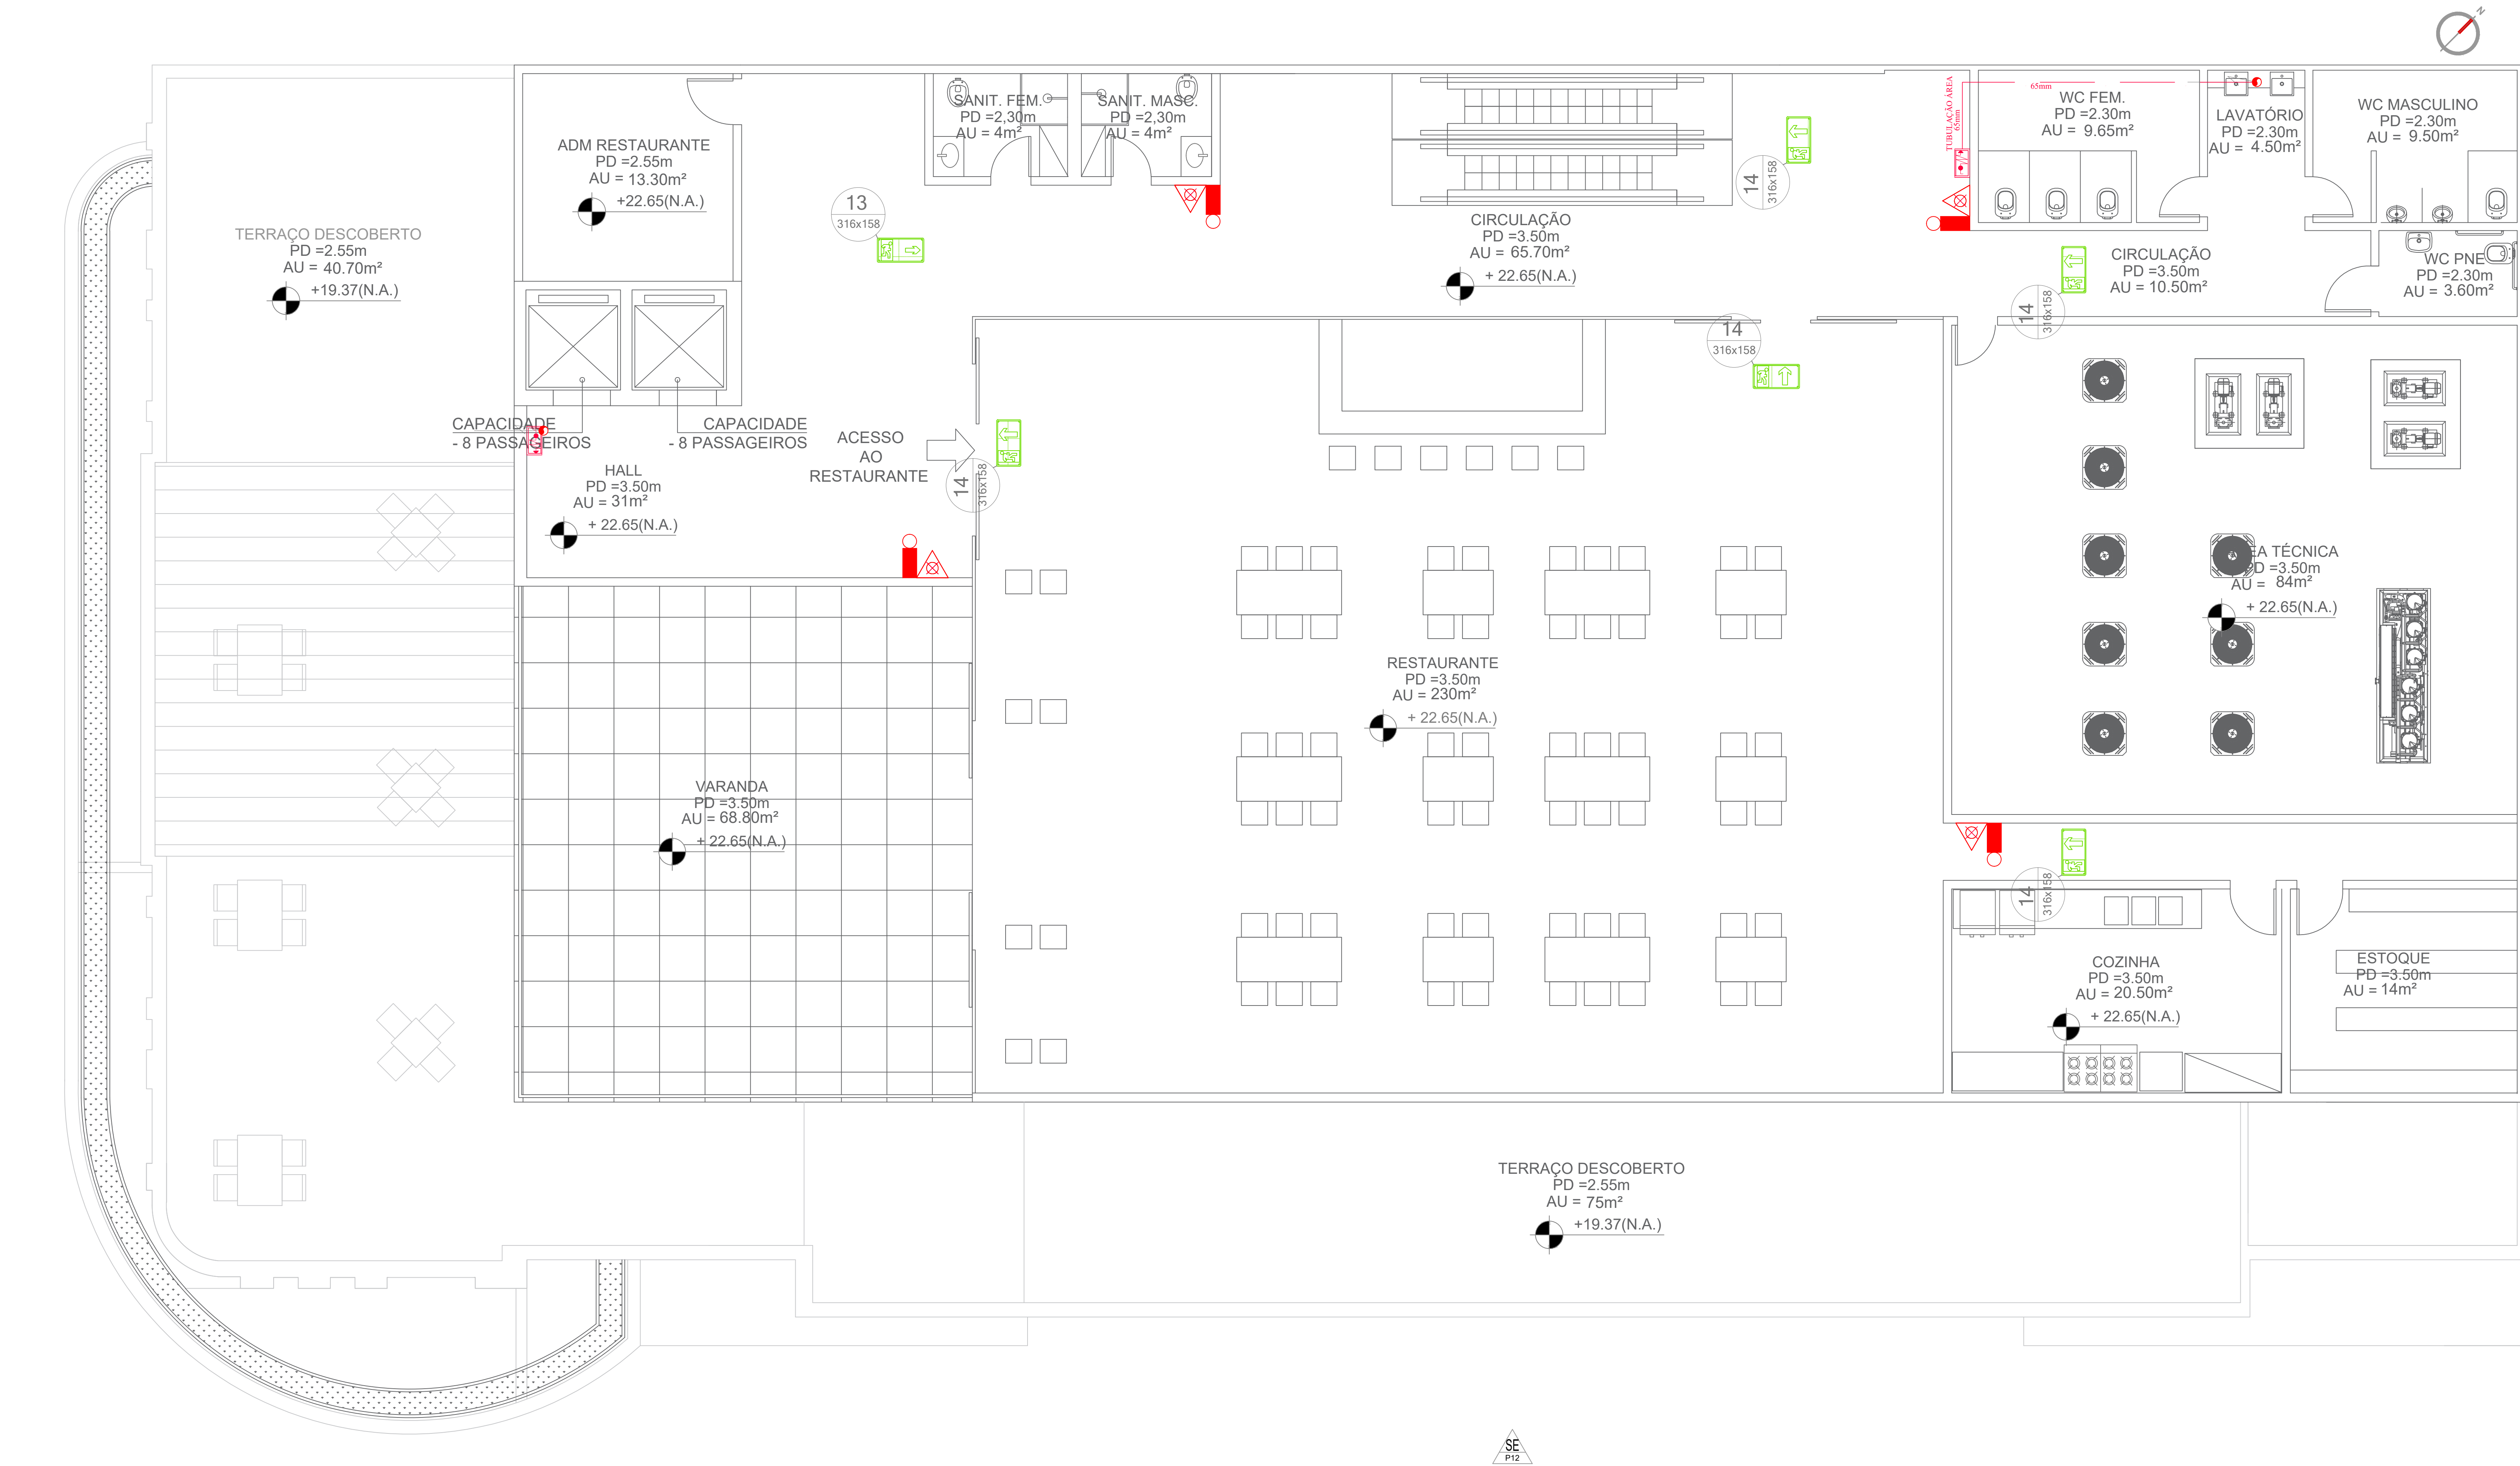 N
TERRAÇO DESCOBERTO
PD =2.55m
AU = 40.70m²
+19.37(N.A.)
ADM RESTAURANTE
PD =2.55m
AU = 13.30m²
+22.65(N.A.)
13
316x158
SANIT. FEM.
PD =2,30m
AU = 4m²
SANIT. MASC.
PD =2,30m
AU = 4m²
CIRCULAÇÃO
PD =3.50m
AU = 65.70m²
+ 22.65(N.A.)
14
316x158
TUBULAÇÃO ÁREA
65mm
65mm
WC FEM.
PD =2.30m
AU = 9.65m²
LAVATÓRIO
PD =2.30m
AU = 4.50m²
WC MASCULINO
PD =2.30m
AU = 9.50m²
CIRCULAÇÃO
PD =3.50m
AU = 10.50m²
WC PNE
PD =2.30m
AU = 3.60m²
14
316x158
14
316x158
CAPACIDADE
- 8 PASSAGEIROS
CAPACIDADE
- 8 PASSAGEIROS
ACESSO
AO
RESTAURANTE
14
316x158
HALL
PD =3.50m
AU = 31m²
+ 22.65(N.A.)
TÉCNICA
PD =3.50m
AU = 84m²
+ 22.65(N.A.)
RESTAURANTE
PD =3.50m
AU = 230m²
+ 22.65(N.A.)
VARANDA
PD =3.50m
AU = 68.80m²
+ 22.65(N.A.)
14
316x158
COZINHA
PD =3.50m
AU = 20.50m²
+ 22.65(N.A.)
ESTOQUE
PD =3.50m
AU = 14m²
TERRAÇO DESCOBERTO
PD =2.55m
AU = 75m²
+19.37(N.A.)
SE
P12